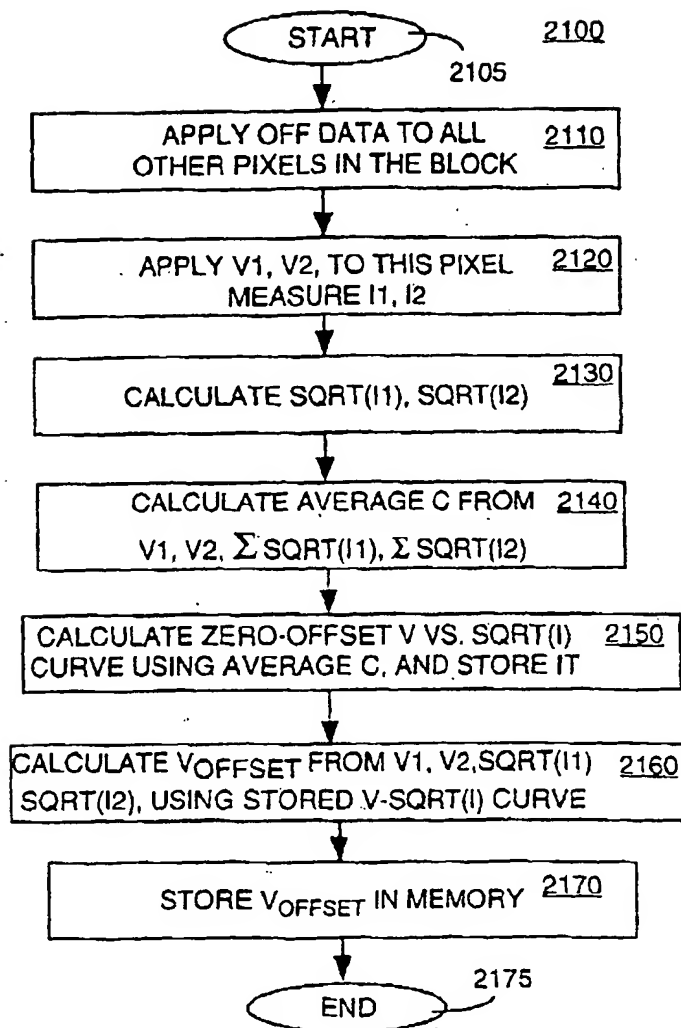 START 2100
2105
APPLY OFF DATA TO ALL 2110
OTHER PIXELS IN THE BLOCK
APPLY V1, V2, TO THIS PIXEL 2120
MEASURE I1, I2
2130
CALCULATE SQRT(I1), SQRT(I2)
CALCULATE AVERAGE C FROM 2140
V1, V2, Σ SQRT(I1), Σ SQRT(I2)
CALCULATE ZERO-OFFSET V VS. SQRT(I) 2150
CURVE USING AVERAGE C, AND STORE IT
CALCULATE VOFFSET FROM V1, V2,SQRT(I1) 2160
SQRT(I2), USING STORED V-SQRT(I) CURVE
STORE VOFFSET IN MEMORY 2170
2175
END